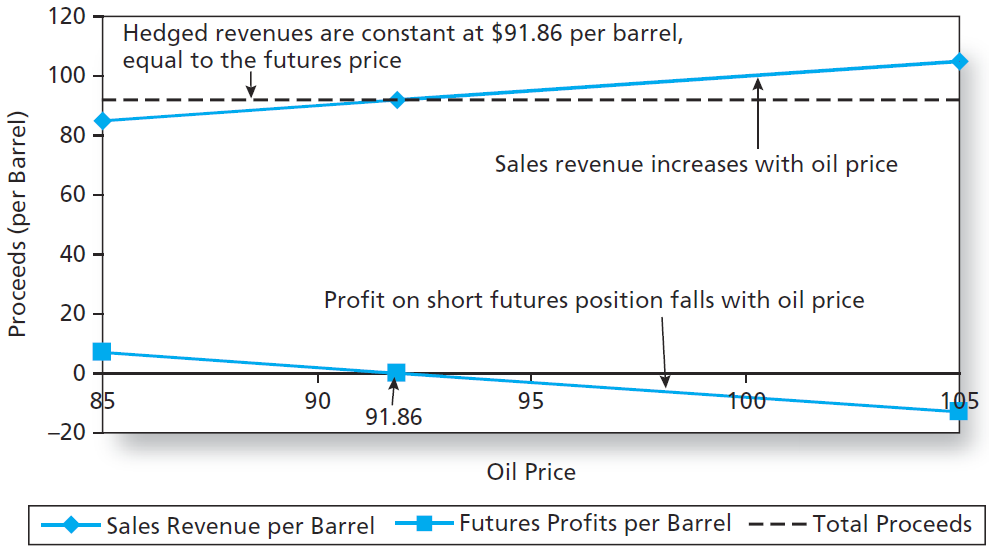 120
Hedged revenues are constant at $91.86 per barrel,
equal to the futures price
100
80
Sales revenue increases with oil price
60
40
Profit on short futures position falls with oil price
20
0
85
90
91.86
95
100
105
–20
Proceeds (per Barrel)
Oil Price
Sales Revenue per Barrel
Futures Profits per Barrel
Total Proceeds